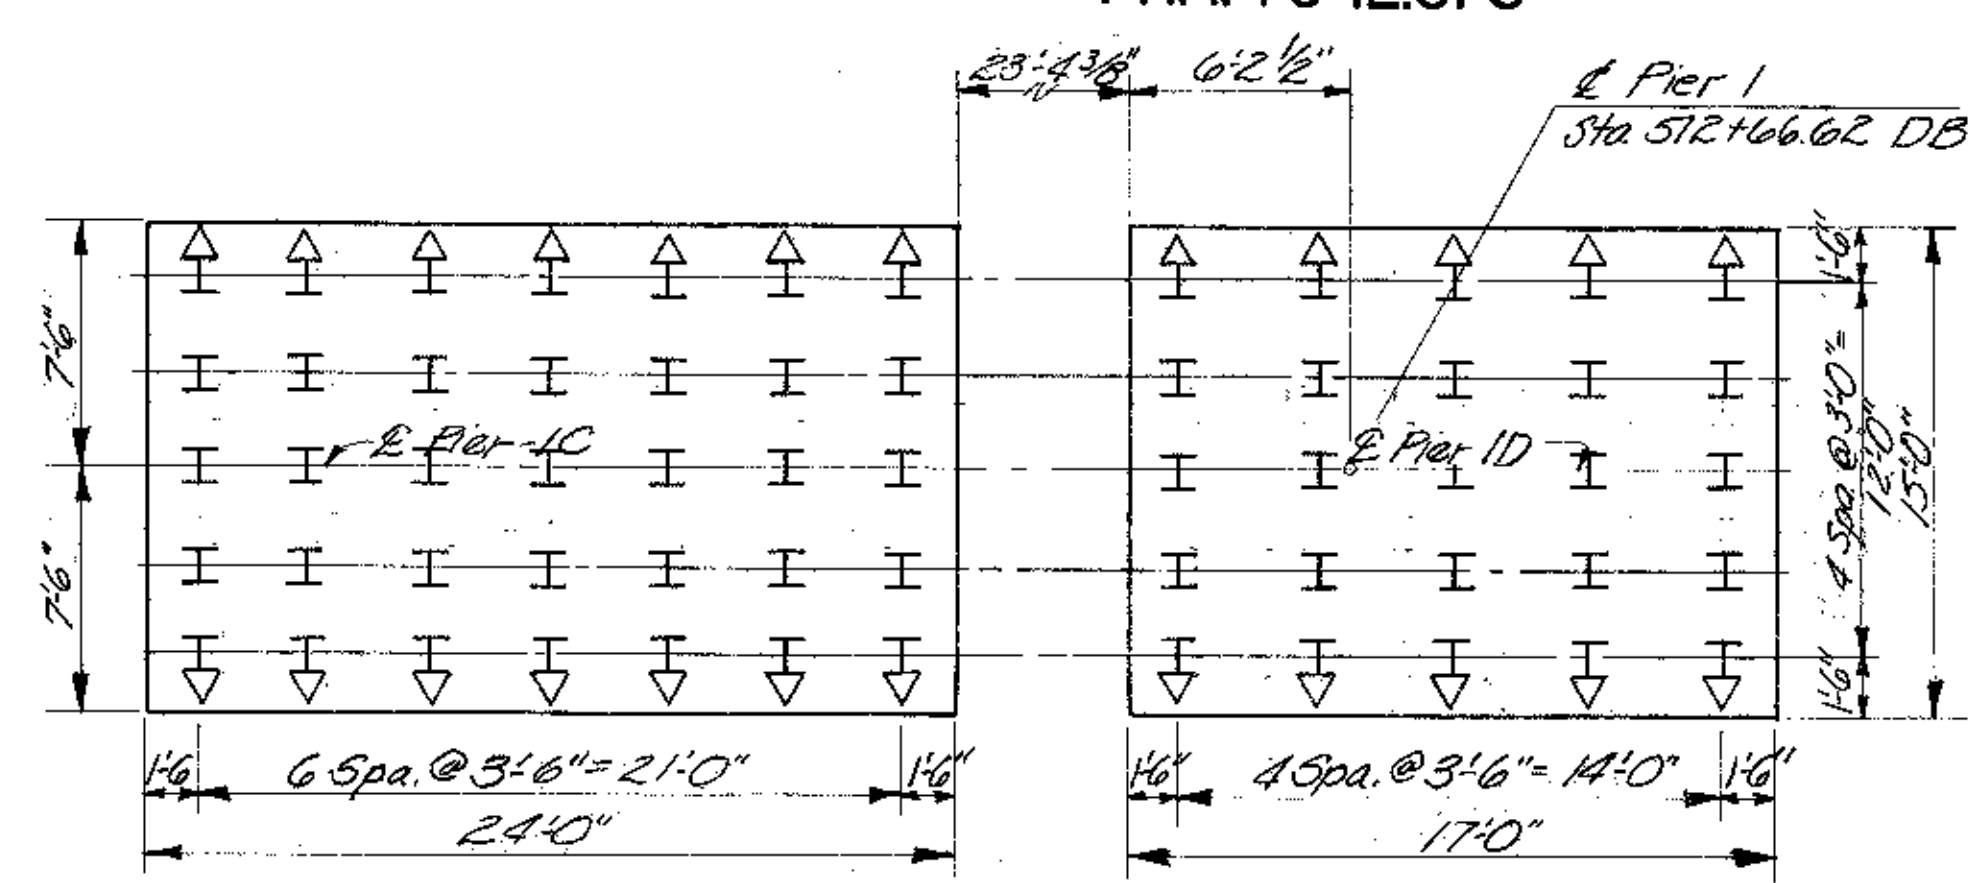 23'-4 3/8"
6'-2 1/2"
℄ Pier 1
Sta. 512+66.62 DB
7'-6"
7'-6"
℄ Pier 1C
℄ Pier 1D
1'-6"
4 Spa. @ 3'-0" =
12'-0"
15'-0"
1'-6"
1'-6
6 Spa. @ 3'-6" = 21'-0"
1'-6"
24'-0"
1'-6"
4 Spa. @ 3'-6" = 14'-0"
1'-6"
17'-0"